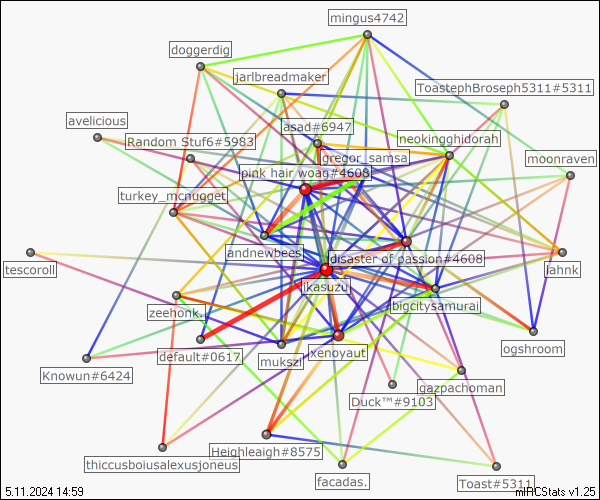 mingus4742
doggerdig
jarlbreadmaker
ToastephBroseph5311#5311
avelicious
asad#6947
Random Stuf6#5983
neokingghidorah
gregor_samsa
moonraven
pink hair woag#4608
turkey_mcnugget
andnewbees
disaster of passion#4608
lahnk
tescoroll
ikasuzu
bigcitysamurai
zeehonk.
ogshroom
default#0617
xenoyaut
mukszi
Knowun#6424
gazpachoman
Duck™#9103
Heighleaigh#8575
thiccusboiusalexusjoneus
facadas.
Toast#5311
5.11.2024 14:59
mIRCStats v1.25